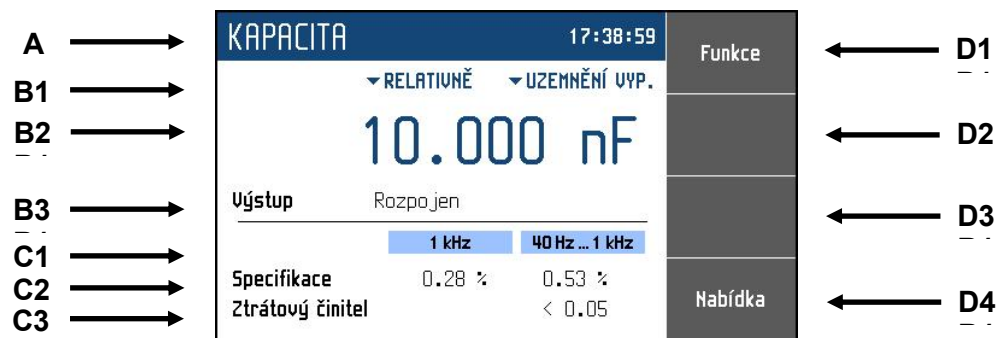 A KAPACITA 17:38:59 Funkce D1
B1 RELATIVNĚ UZEMNĚNÍ VYP.
B2 10.000 nF D2
B3 Výstup Rozpojen D3
C1 1 kHz 40 Hz ... 1 kHz
C2 Specifikace 0.28 % 0.53 %
C3 Ztrátový činitel < 0.05 Nabídka D4